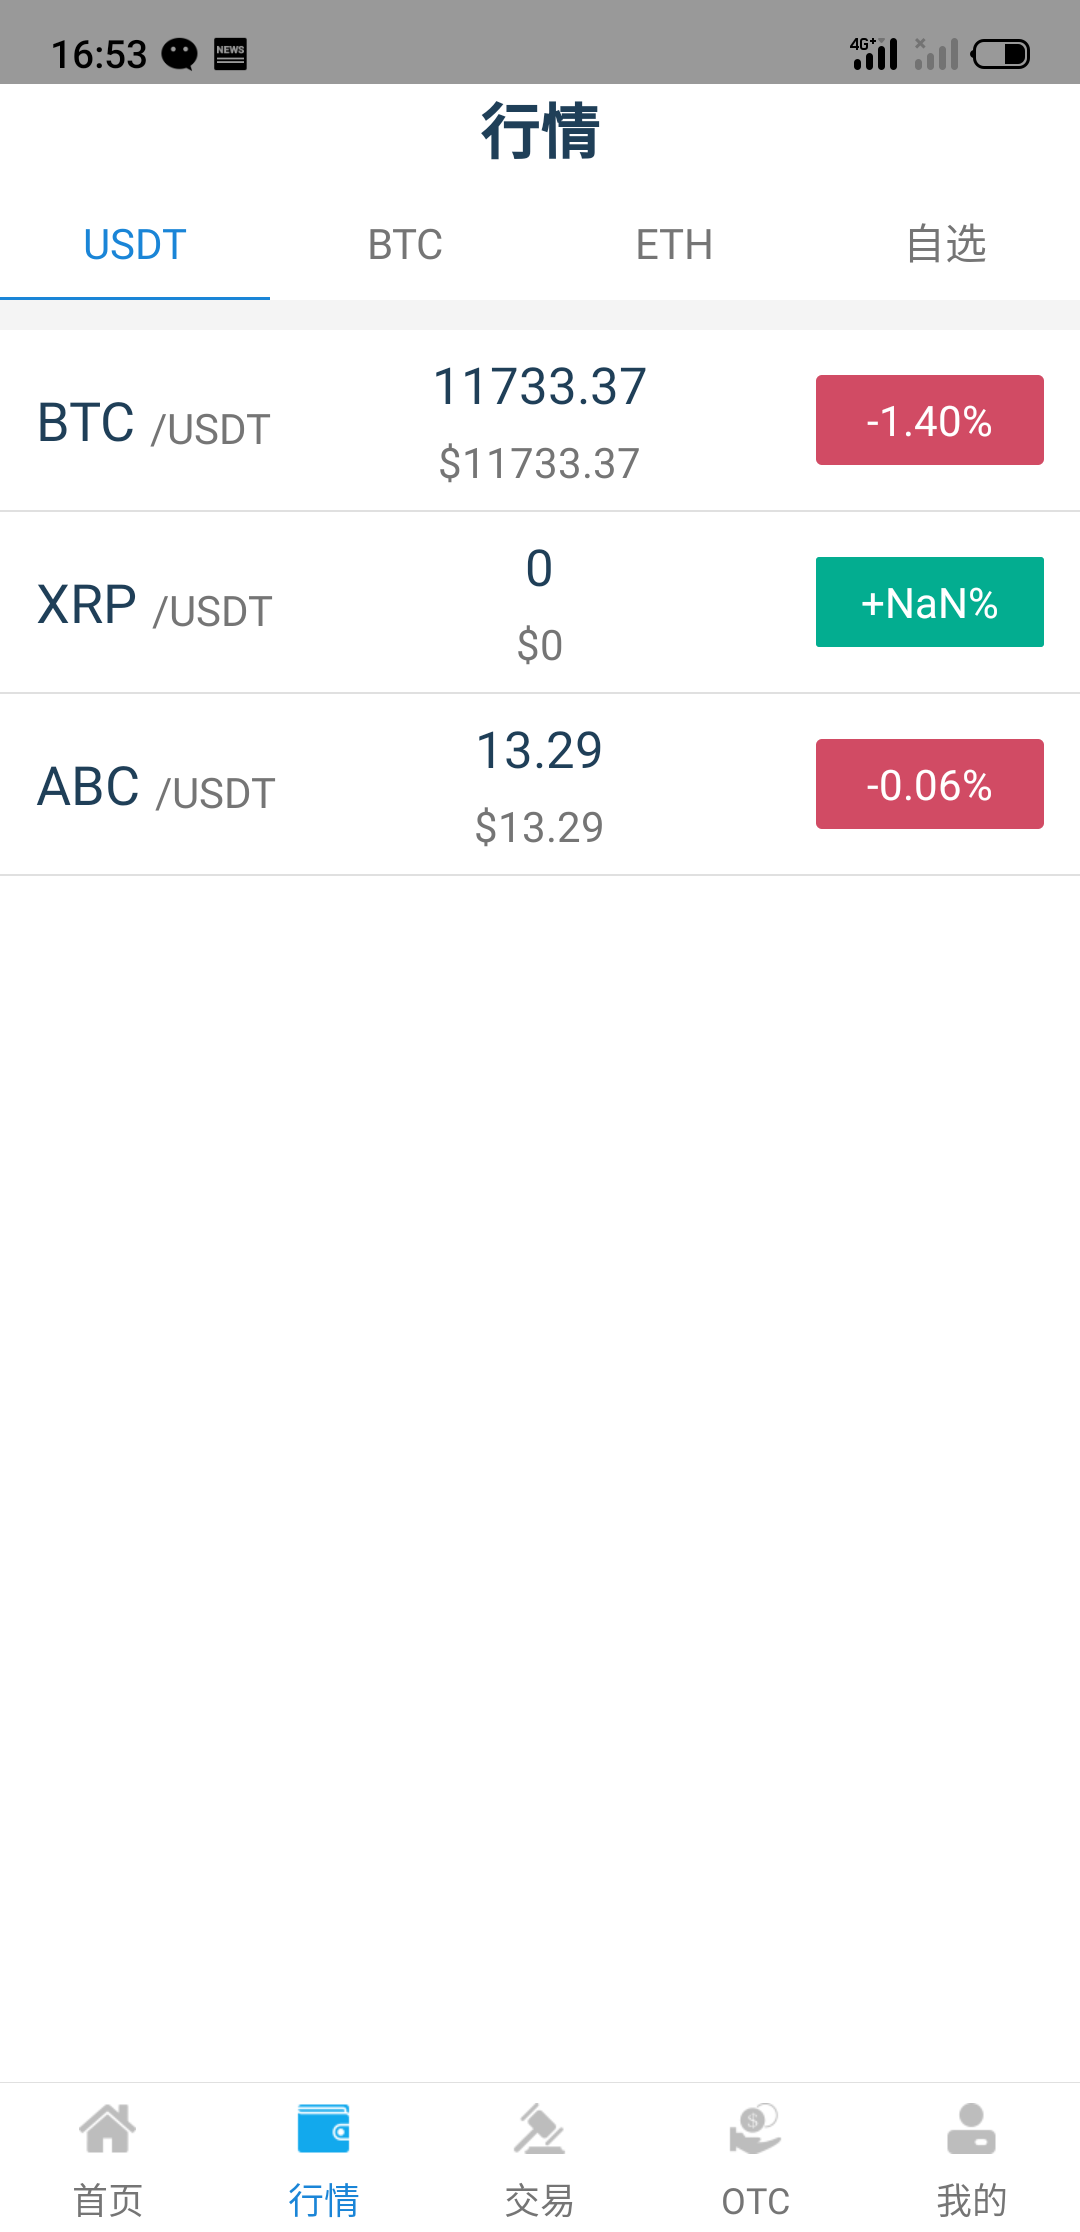 16:53 NEWS 4G+
行情
USDT BTC ETH 自选
11733.37
BTC /USDT -1.40%
$11733.37
0
XRP /USDT +NaN%
$0
13.29
ABC /USDT -0.06%
$13.29
首页 行情 交易 OTC 我的